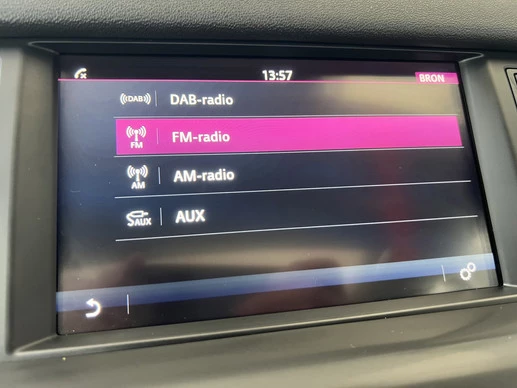 13:57
BRON
DAB DAB-radio
FM FM-radio
AM AM-radio
AUX AUX